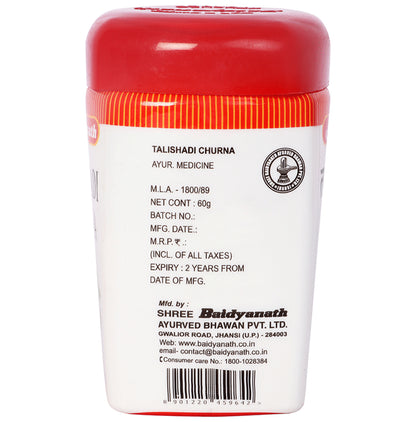 TALISHADI CHURNA
AYUR. MEDICINE
M.L.A. - 1800/89
NET CONT : 60g
BATCH NO.:
MFG. DATE.:
M.R.P. ₹ .:
(INCL. OF ALL TAXES)
EXPIRY : 2 YEARS FROM
DATE OF MFG.
Mfd. by :
SHREE Baidyanath
AYURVED BHAWAN PVT. LTD.
GWALIOR ROAD, JHANSI (U.P.) - 284003
Web: www.baidyanath.co.in
email- contact@baidyanath.co.in
Consumer care No.: 1800-1028384
8901220459642